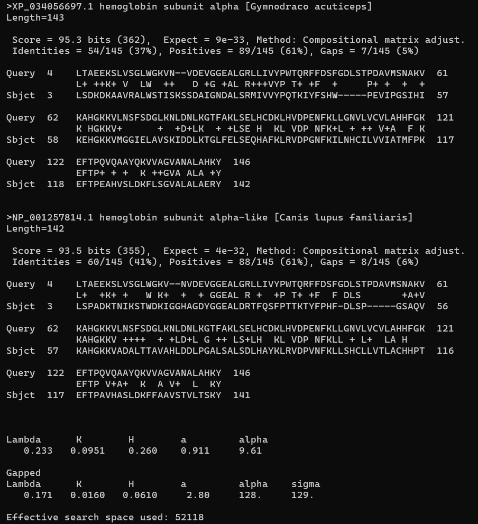 >XP_034056697.1 hemoglobin subunit alpha [Gymnodraco acuticeps]
Length=143
Score = 95.3 bits (362), Expect = 9e-33, Method: Compositional matrix adjust.
Identities = 54/145 (37%), Positives = 89/145 (61%), Gaps = 7/145 (5%)
Query 4 LTAEEKSLVSGLWGKVN--VDEVGGEALGRLLIVYPWTQRFFDSFGDLSTPDAVMSNAKV 61
L+ ++K+ V LW ++ D +G +AL R+++VYP T+ +F+ P+ + +
Sbjct 3 LSDKDKAAVRALWSTISKSSDAIGNDALSRMIVVYPQTKIYFSHW-----PEVIPGSIHI 57
Query 62 KAHGKKVLNSFSDGLKNLDNLKGTFAKLSELHCDKLHVDPENFKLLGNVLVCVLAHHFGK 121
K HGKKV+ + +D+LK + +LSE H KL VDP NFK+L + ++ V+A F K
Sbjct 58 KEHGKKVMGGIELAVSKIDDLKTGLFELSEQHAFKLRVDPGNFKILNHCILVVIATMFPK 117
Query 122 EFTPQVQAAYQKVVAGVANALAHKY 146
EFTP+ + + K ++GVA ALA +Y
Sbjct 118 EFTPEAHVSLDKFLSGVALALAERY 142
>NP_001257814.1 hemoglobin subunit alpha-like [Canis lupus familiaris]
Length=142
Score = 93.5 bits (355), Expect = 4e-32, Method: Compositional matrix adjust.
Identities = 60/145 (41%), Positives = 88/145 (61%), Gaps = 8/145 (6%)
Query 4 LTAEEKSLVSGLWGKV--NVDEVGGEALGRLLIVYPWTQRFFDSFGDLSTPDAVMSNAKV 61
L+ ++K+ + W K+ + + GGEAL R + +P T+ +F F DLS +A+V
Sbjct 3 LSPADKTNIKSTWDKIGGHAGDYGGEALDRTFQSFPTTKTYFPHF-DLSP-----GSAQV 56
Query 62 KAHGKKVLNSFSDGLKNLDNLKGTFAKLSELHCDKLHVDPENFKLLGNVLVCVLAHHFGK 121
KAHGKKV ++++ + +LD+L G ++ LS+LH KL VDP NFKLL + L+ LA H
Sbjct 57 KAHGKKVADALTTAVAHLDDLPGALSALSDLHAYKLRVDPVNFKLLSHCLLVTLACHHPT 116
Query 122 EFTPQVQAAYQKVVAGVANALAHKY 146
EFTP V+A+ K A V+ L KY
Sbjct 117 EFTPAVHASLDKFFAAVSTVLTSKY 141
Lambda K H a alpha
0.233 0.0951 0.260 0.911 9.61
Gapped
Lambda K H a alpha sigma
0.171 0.0160 0.0610 2.80 128. 129.
Effective search space used: 52118